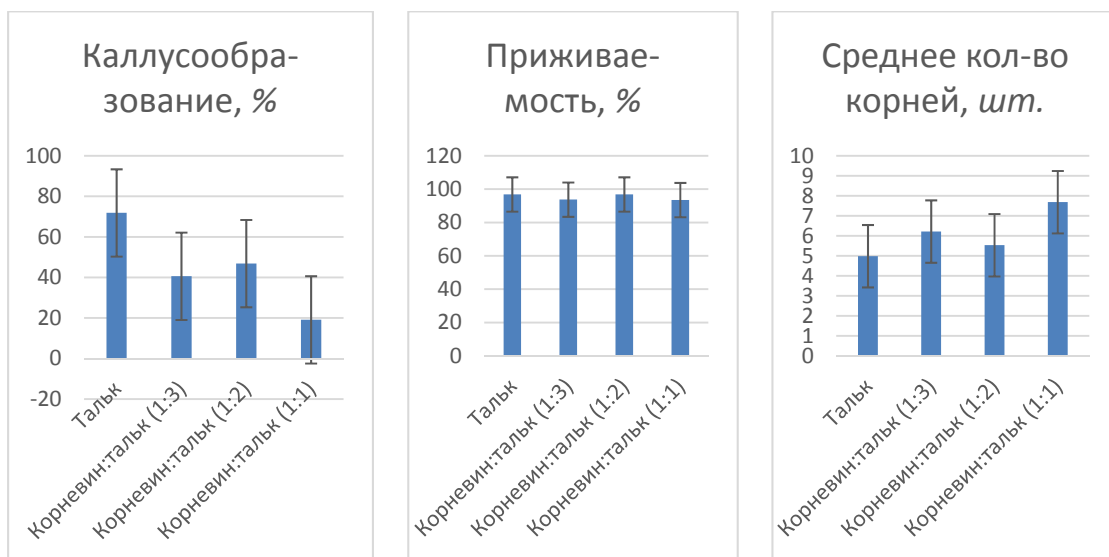 Каллусообра-
зование, %
100
80
60
40
20
0
-20
Тальк
Корневин:тальк (1:3)
Корневин:тальк (1:2)
Корневин:тальк (1:1)
Приживае-
мость, %
120
100
80
60
40
20
0
Тальк
Корневин:тальк (1:3)
Корневин:тальк (1:2)
Корневин:тальк (1:1)
Среднее кол-во
корней, шт.
10
9
8
7
6
5
4
3
2
1
0
Тальк
Корневин:тальк (1:3)
Корневин:тальк (1:2)
Корневин:тальк (1:1)